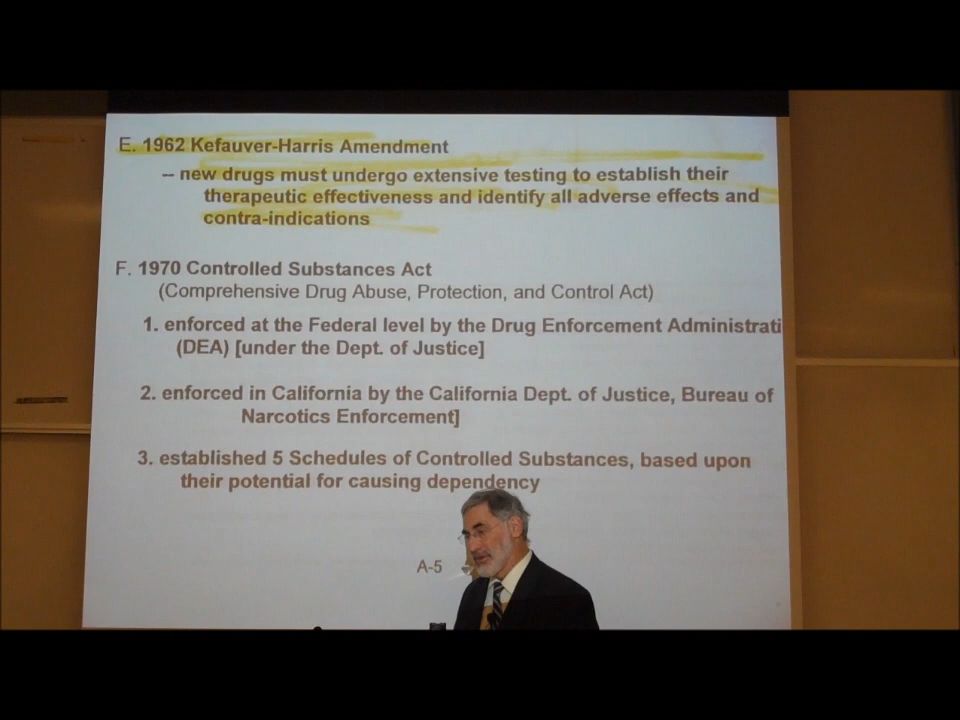 E. 1962 Kefauver-Harris Amendment
-- new drugs must undergo extensive testing to establish their
therapeutic effectiveness and identify all adverse effects and
contra-indications
F. 1970 Controlled Substances Act
(Comprehensive Drug Abuse, Protection, and Control Act)
1. enforced at the Federal level by the Drug Enforcement Administrati
(DEA) [under the Dept. of Justice]
2. enforced in California by the California Dept. of Justice, Bureau of
Narcotics Enforcement]
3. established 5 Schedules of Controlled Substances, based upon
their potential for causing dependency
A-5